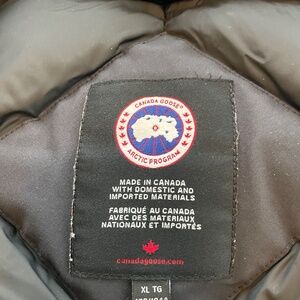 CANADA GOOSE®
ARCTIC PROGRAM
MADE IN CANADA
WITH DOMESTIC AND
IMPORTED MATERIALS
FABRIQUÉ AU CANADA
AVEC DES MATERIAUX
NATIONAUX ET IMPORTÉS
canadagoose.com
XL TG